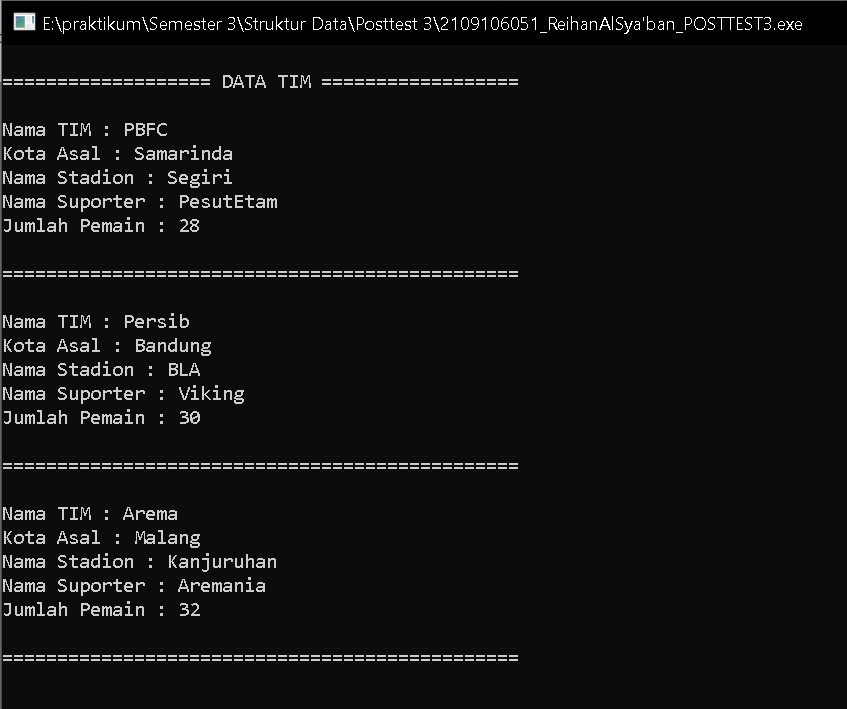 E:\praktikum\Semester 3\Struktur Data\Posttest 3\2109106051_ReihanAlSya'ban_POSTTEST3.exe
=================== DATA TIM ==================
Nama TIM : PBFC
Kota Asal : Samarinda
Nama Stadion : Segiri
Nama Suporter : PesutEtam
Jumlah Pemain : 28
===============================================
Nama TIM : Persib
Kota Asal : Bandung
Nama Stadion : BLA
Nama Suporter : Viking
Jumlah Pemain : 30
===============================================
Nama TIM : Arema
Kota Asal : Malang
Nama Stadion : Kanjuruhan
Nama Suporter : Aremania
Jumlah Pemain : 32
===============================================